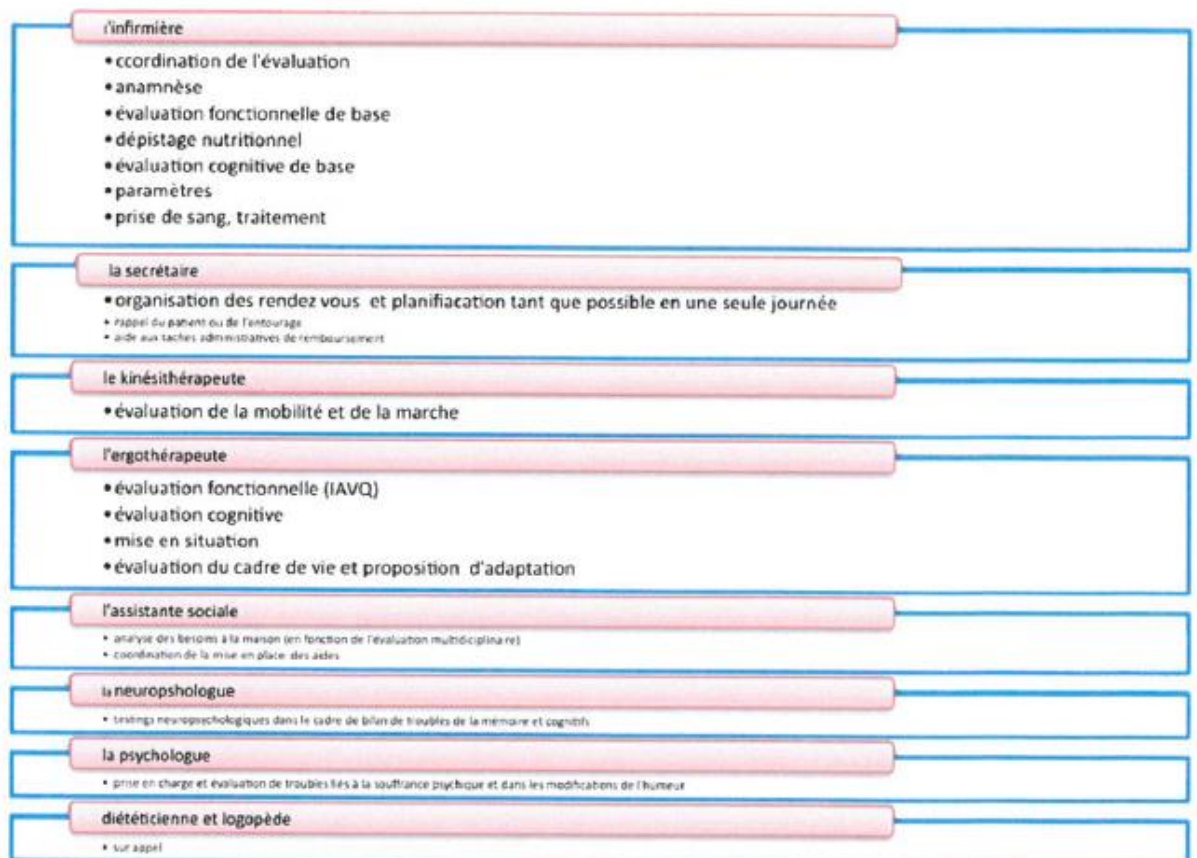 l'infirmière
• ccordination de l'évaluation
• anamnèse
• évaluation fonctionnelle de base
• dépistage nutritionnel
• évaluation cognitive de base
• paramètres
• prise de sang, traitement
la secrétaire
• organisation des rendez vous et planifiacation tant que possible en une seule journée
• rappel du patient ou de l'entourage
• aide aux taches administratives de remboursement
le kinésithérapeute
• évaluation de la mobilité et de la marche
l'ergothérapeute
• évaluation fonctionnelle (IAVQ)
• évaluation cognitive
• mise en situation
• évaluation du cadre de vie et proposition d'adaptation
l'assistante sociale
• analyse des besoins à la maison (en fonction de l'évaluation multidiciplinaire)
• coordination de la mise en place des aides
la neuropshologue
• testings neuropsychologiques dans le cadre de bilan de troubles de la mémoire et cognitifs
la psychologue
• prise en charge et évaluation de troubles liés à la souffrance psychique et dans les modifications de l'humeur
diététicienne et logopède
• sur appel